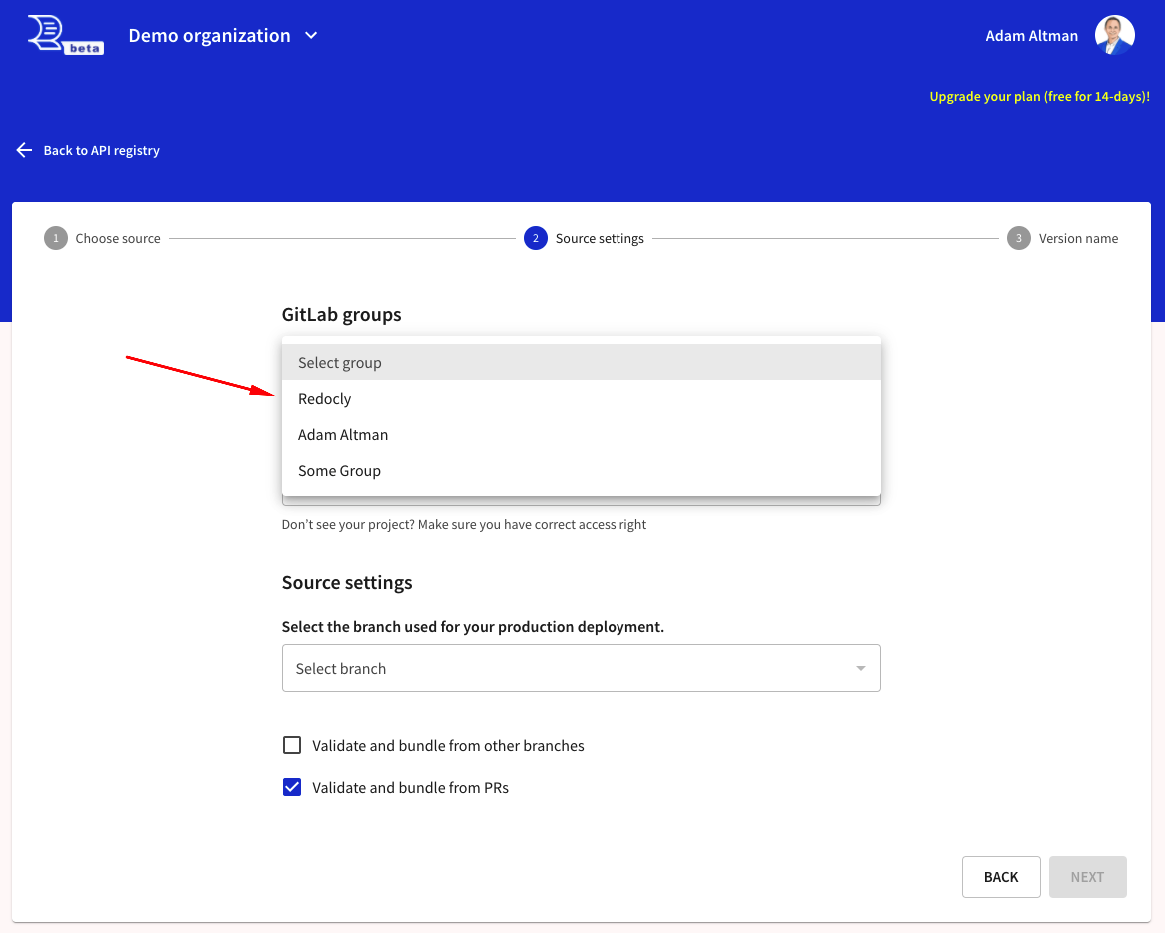 beta
Demo organization
Adam Altman
Upgrade your plan (free for 14-days)!
Back to API registry
1 Choose source
2 Source settings
3 Version name
GitLab groups
Select group
Redocly
Adam Altman
Some Group
Don't see your project? Make sure you have correct access right
Source settings
Select the branch used for your production deployment.
Select branch
Validate and bundle from other branches
Validate and bundle from PRs
BACK
NEXT